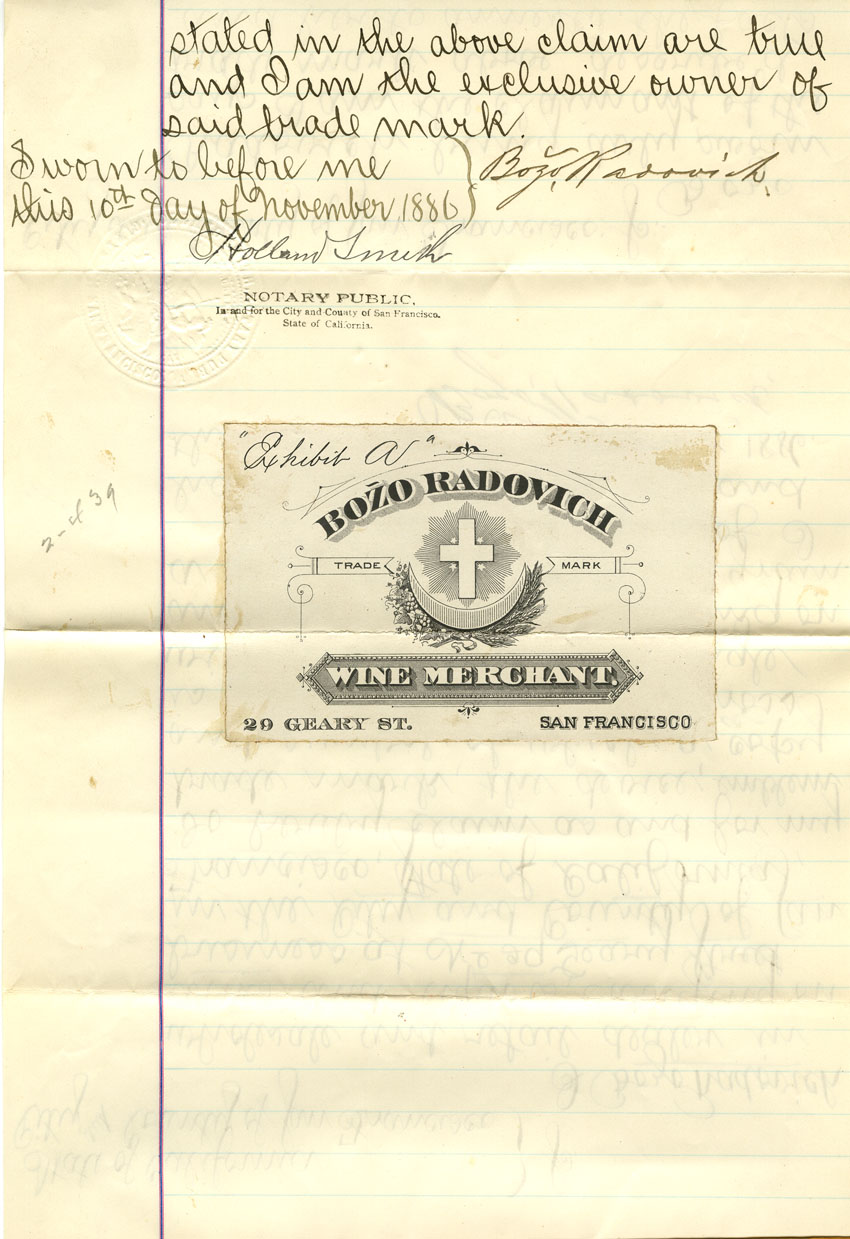 stated in the above claim are true
and I am the exclusive owner of
said trade mark.
Sworn to before me
this 10th day of November 1886
Božo, Radovich,
Holland Smith
NOTARY PUBLIC,
In and for the City and County of San Francisco.
State of California.
2 of 39
"Exhibit A"
BOŽO RADOVICH
TRADE MARK
WINE MERCHANT.
29 GEARY ST. SAN FRANCISCO